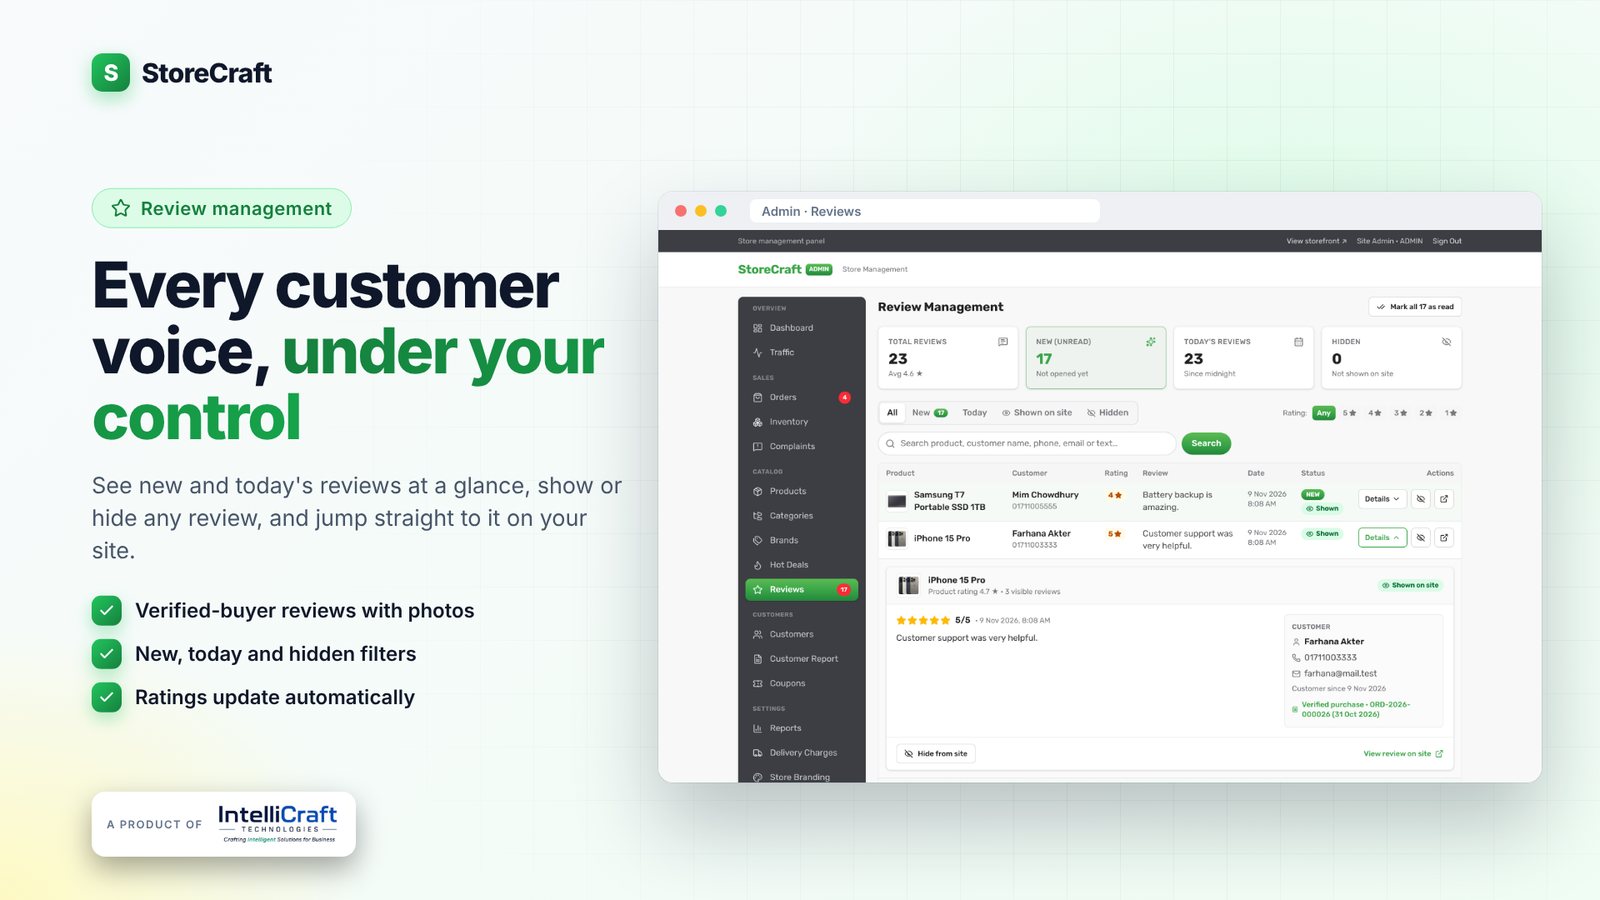 S StoreCraft
Review management
Every customer
voice, under your
control
See new and today's reviews at a glance, show or
hide any review, and jump straight to it on your
site.
Verified-buyer reviews with photos
New, today and hidden filters
Ratings update automatically
A PRODUCT OF
IntelliCraft
TECHNOLOGIES
Crafting Intelligent Solutions for Business
Admin · Reviews
Store management panel
View storefront ↗ Site Admin • ADMIN Sign Out
StoreCraft ADMIN Store Management
OVERVIEW
Dashboard
Traffic
SALES
Orders 4
Inventory
Complaints
CATALOG
Products
Categories
Brands
Hot Deals
Reviews 17
CUSTOMERS
Customers
Customer Report
Coupons
SETTINGS
Reports
Delivery Charges
Store Branding
Review Management
Mark all 17 as read
TOTAL REVIEWS
23
Avg 4.6 ★
NEW (UNREAD)
17
Not opened yet
TODAY'S REVIEWS
23
Since midnight
HIDDEN
0
Not shown on site
All New 17 Today Shown on site Hidden
Rating: Any 5★ 4★ 3★ 2★ 1★
Search product, customer name, phone, email or text...
Search
Product Customer Rating Review Date Status Actions
Samsung T7
Portable SSD 1TB
Mim Chowdhury
01711005555
4★
Battery backup is
amazing.
9 Nov 2026
8:08 AM
NEW
Shown
Details
iPhone 15 Pro
Farhana Akter
01711003333
5★
Customer support was
very helpful.
9 Nov 2026
8:08 AM
Shown
Details
iPhone 15 Pro
Product rating 4.7 ★ • 3 visible reviews
Shown on site
★★★★★ 5/5 • 9 Nov 2026, 8:08 AM
Customer support was very helpful.
CUSTOMER
Farhana Akter
01711003333
farhana@mail.test
Customer since 9 Nov 2026
Verified purchase • ORD-2026-
000026 (31 Oct 2026)
Hide from site
View review on site